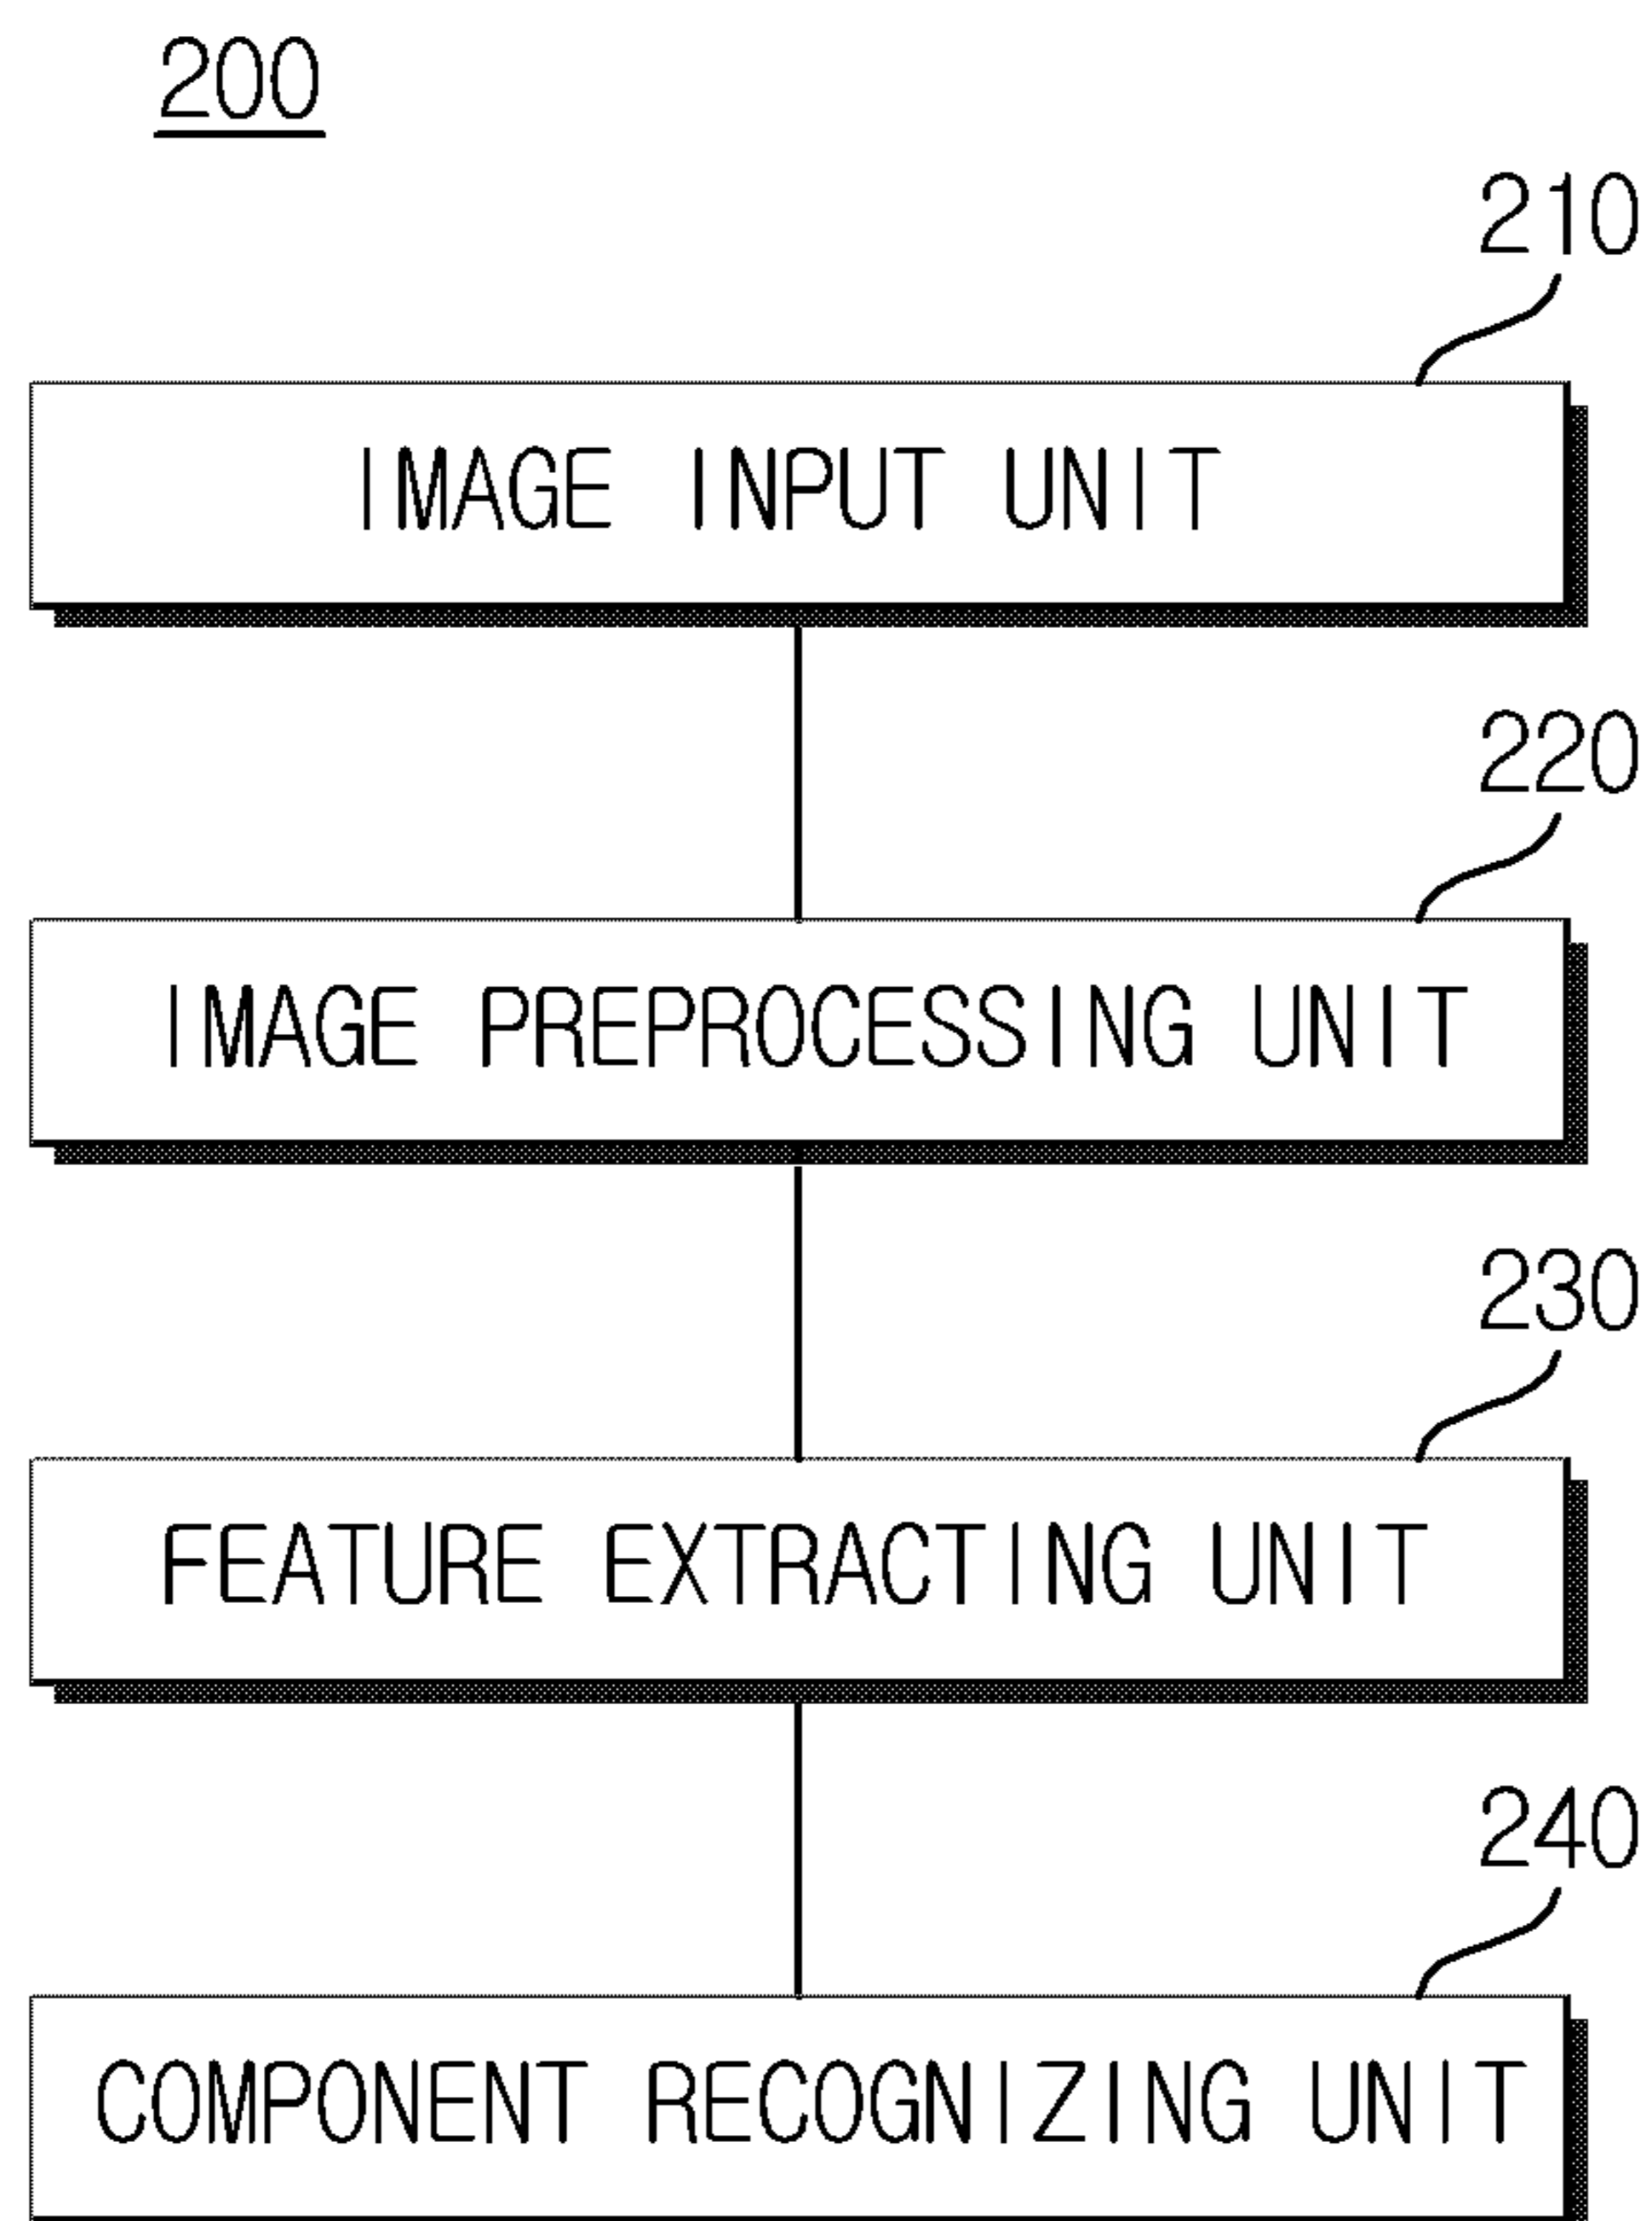 200
210
IMAGE INPUT UNIT
220
IMAGE PREPROCESSING UNIT
230
FEATURE EXTRACTING UNIT
240
COMPONENT RECOGNIZING UNIT